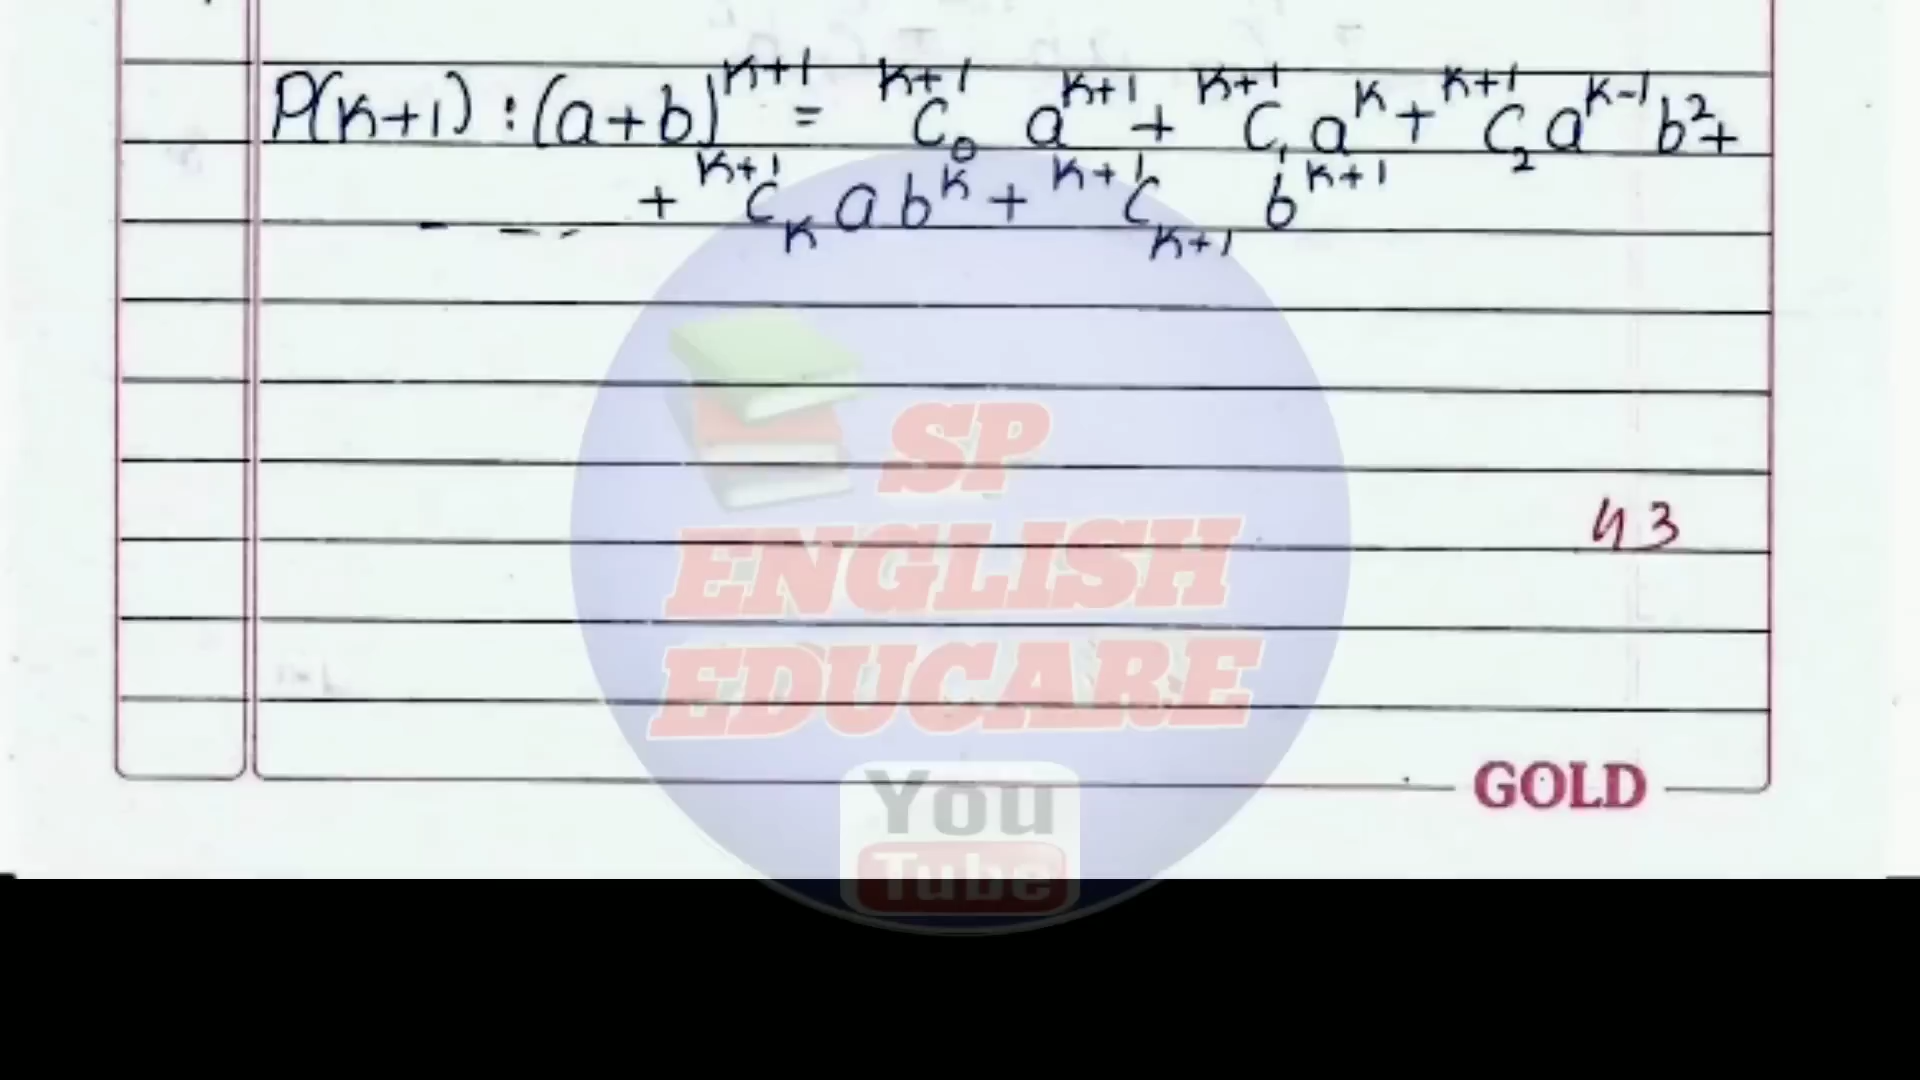 P(K+1) : (a+b)^{K+1} = ^{K+1}C_0 a^{K+1} + ^{K+1}C_1 a^K + ^{K+1}C_2 a^{K-1} b^2 +
- - - + ^{K+1}C_K a b^K + ^{K+1}C_{K+1} b^{K+1}
SP
ENGLISH
43
EDUCARE
GOLD
You
Tube